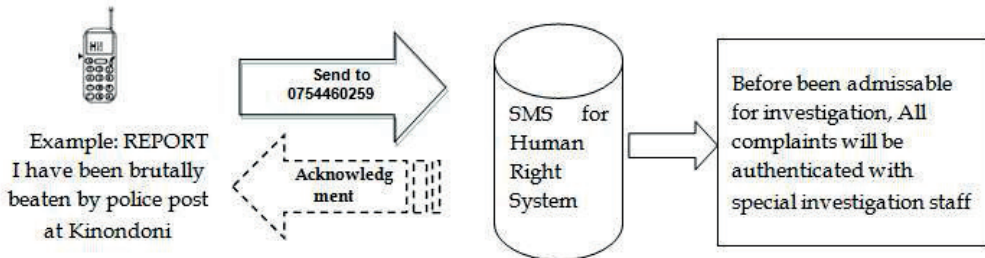 Hi!
Send to
0754460259
Example: REPORT
I have been brutally
beaten by police post
at Kinondoni
Acknowledg
ment
SMS for
Human
Right
System
Before been admissable
for investigation, All
complaints will be
authenticated with
special investigation staff